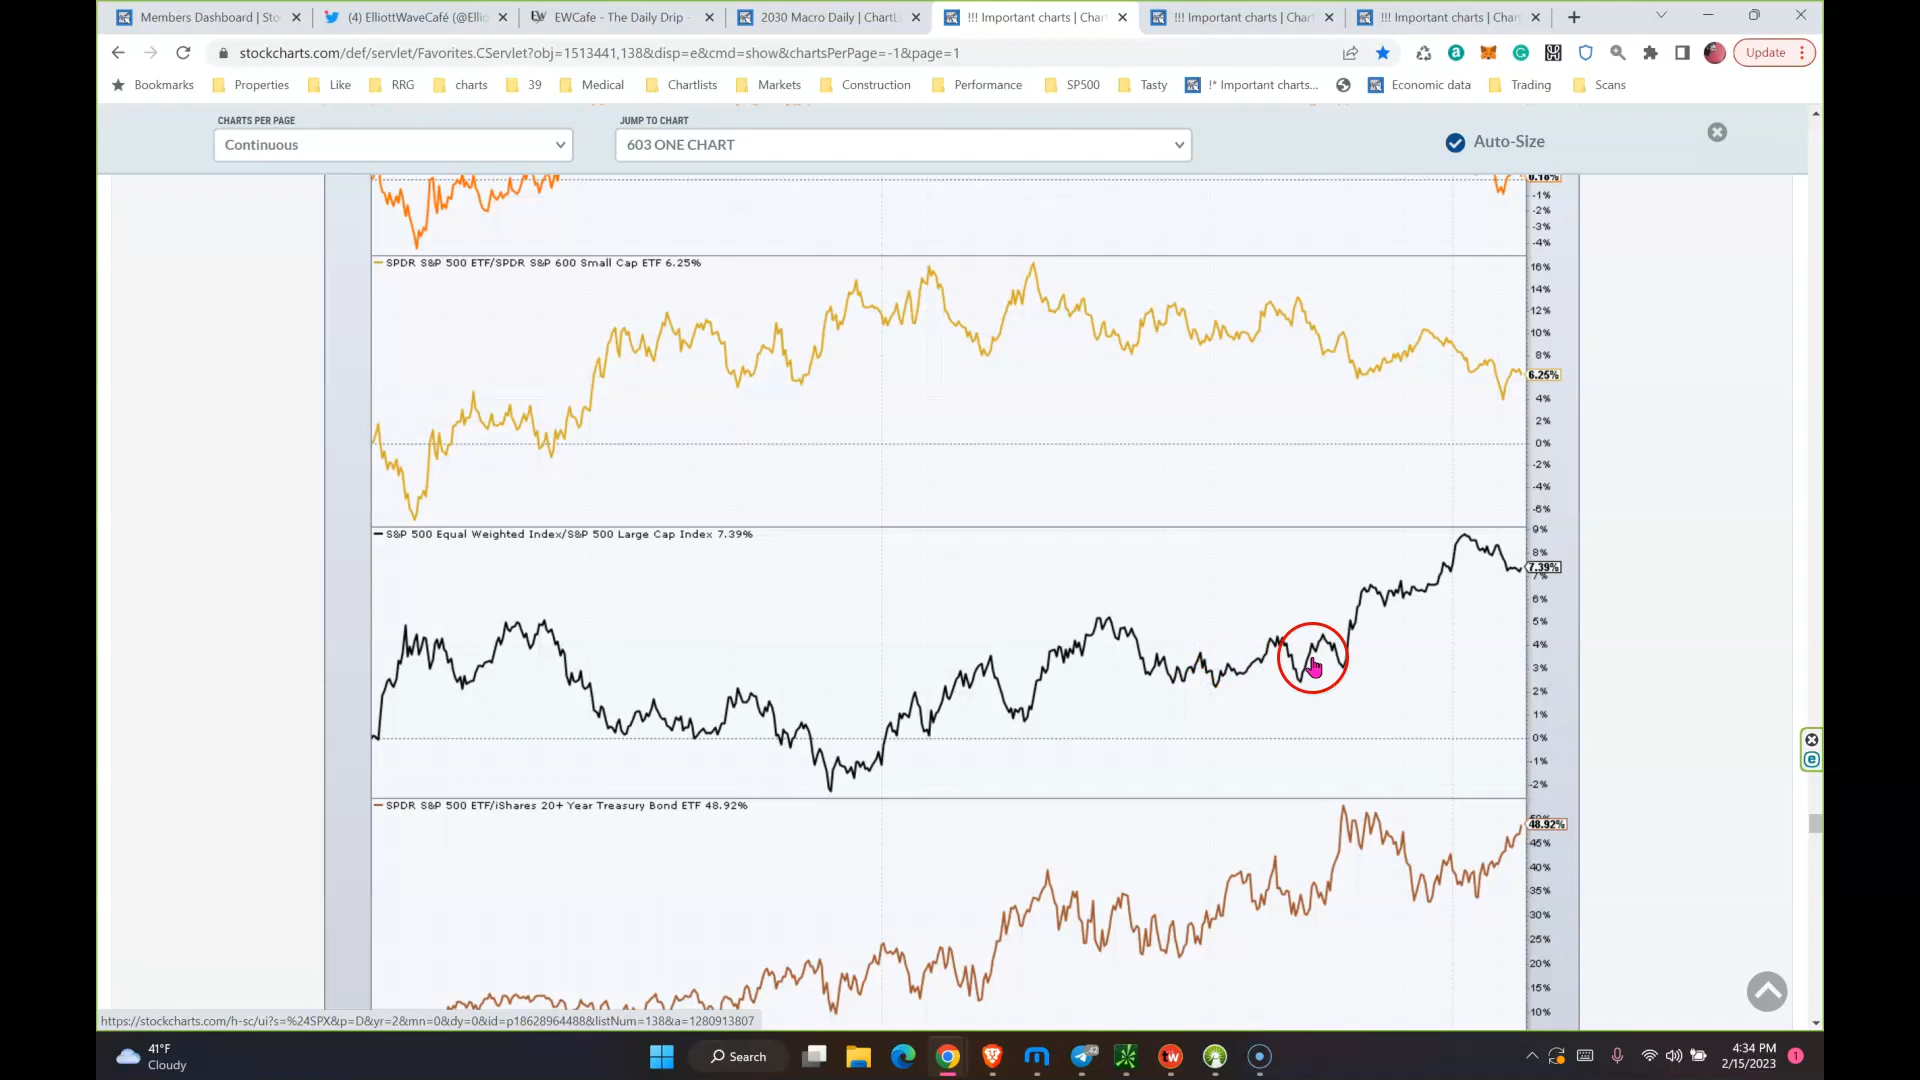 Members Dashboard | Sto
(4) ElliottWaveCafé (@Ellio
EWCafe - The Daily Drip -
2030 Macro Daily | ChartLi
!!! Important charts | Char
!!! Important charts | Char
!!! Important charts | Char
stockcharts.com/def/servlet/Favorites.CServlet?obj=1513441,138&disp=e&cmd=show&chartsPerPage=-1&page=1
Update
Bookmarks
Properties
Like
RRG
charts
39
Medical
Chartlists
Markets
Construction
Performance
SP500
Tasty
!* Important charts...
Economic data
Trading
Scans
CHARTS PER PAGE
JUMP TO CHART
Continuous
603 ONE CHART
Auto-Size
0.18%
-1%
-2%
-3%
-4%
SPDR S&P 500 ETF/SPDR S&P 600 Small Cap ETF 6.25%
16%
14%
12%
10%
8%
6.25%
4%
2%
0%
-2%
-4%
-6%
S&P 500 Equal Weighted Index/S&P 500 Large Cap Index 7.39%
9%
8%
7.39%
7%
6%
5%
4%
3%
2%
1%
0%
-1%
-2%
SPDR S&P 500 ETF/iShares 20+ Year Treasury Bond ETF 48.92%
48.92%
45%
40%
35%
30%
25%
20%
15%
10%
https://stockcharts.com/h-sc/ui?s=%24SPX&p=D&yr=2&mn=0&dy=0&id=p18628964488&listNum=138&a=1280913807
41°F
Cloudy
Search
43
tw
4:34 PM
2/15/2023
1